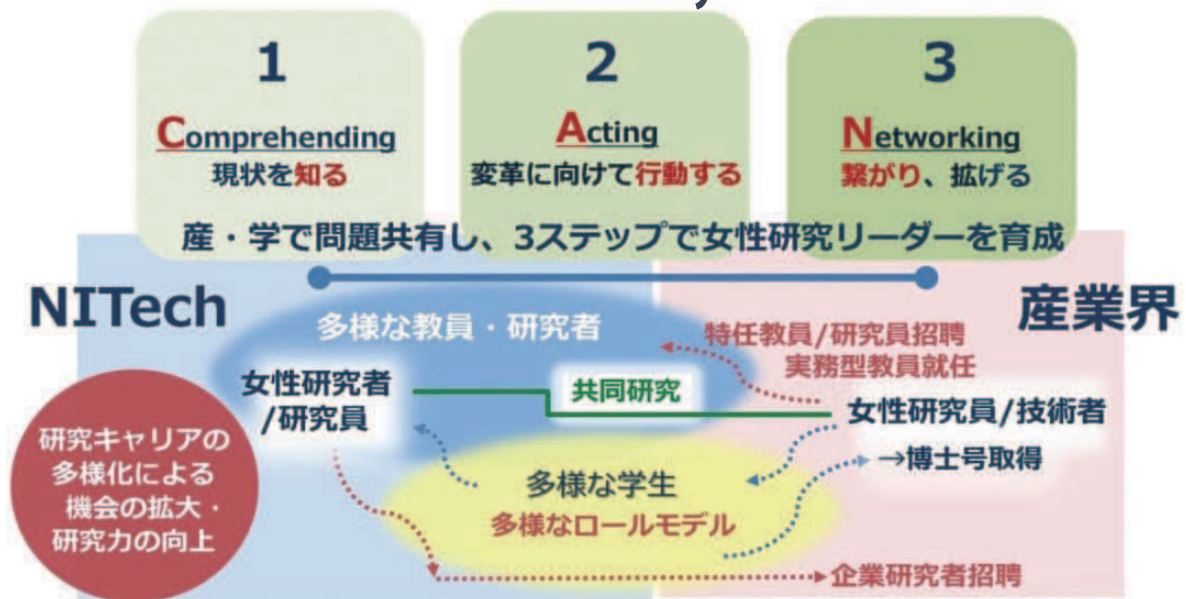 1
Comprehending
現状を知る
2
Acting
変革に向けて行動する
3
Networking
繋がり、拡げる
産・学で問題共有し、3ステップで女性研究リーダーを育成
NITech
産業界
多様な教員・研究者
特任教員/研究員招聘
実務型教員就任
女性研究者
/研究員
共同研究
女性研究員/技術者
→博士号取得
研究キャリアの
多様化による
機会の拡大・
研究力の向上
多様な学生
多様なロールモデル
企業研究者招聘